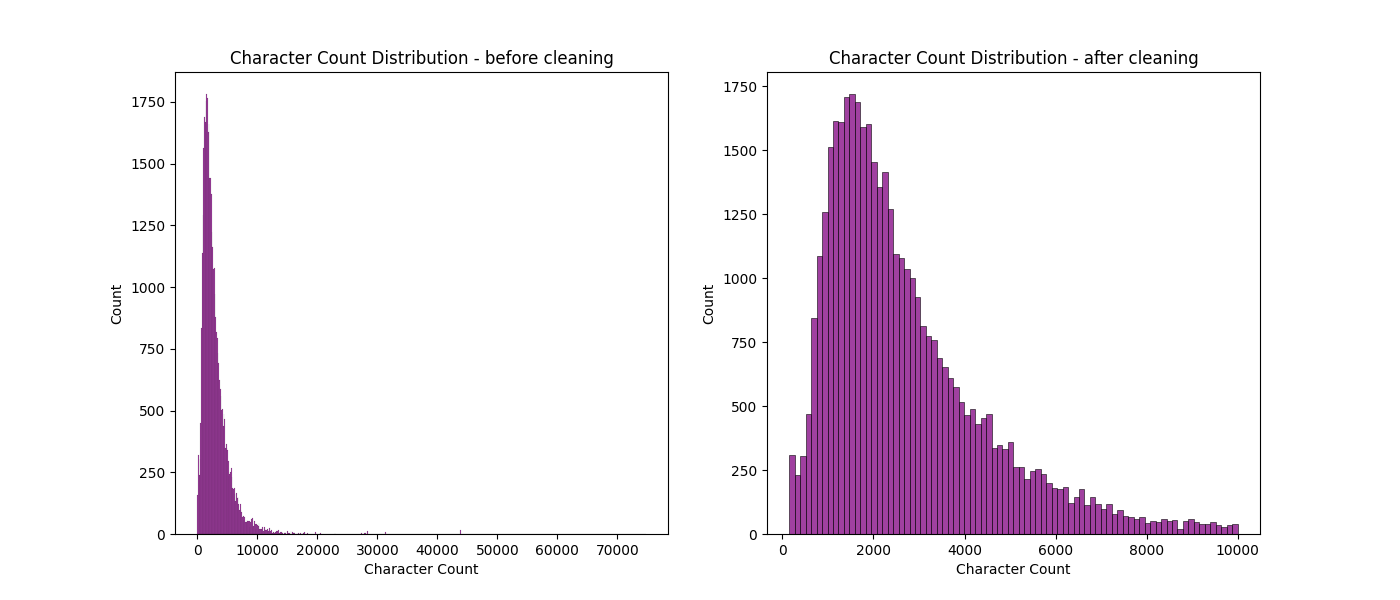 Character Count Distribution - before cleaning
Count
1750
1500
1250
1000
750
500
250
0
0 10000 20000 30000 40000 50000 60000 70000
Character Count
Character Count Distribution - after cleaning
Count
1750
1500
1250
1000
750
500
250
0
0 2000 4000 6000 8000 10000
Character Count